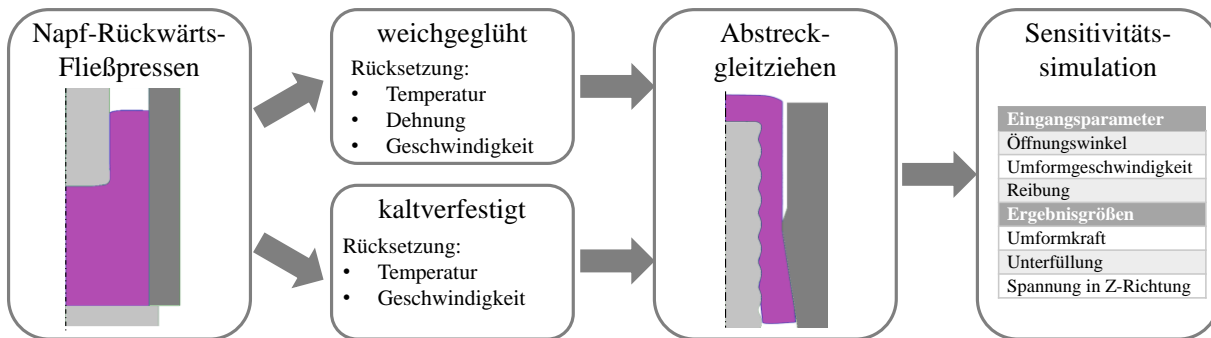 Napf-Rückwärts-
Fließpressen
weichgeglüht
Rücksetzung:
• Temperatur
• Dehnung
• Geschwindigkeit
kaltverfestigt
Rücksetzung:
• Temperatur
• Geschwindigkeit
Abstreck-
gleitziehen
Sensitivitäts-
simulation
Eingangsparameter
Öffnungswinkel
Umformgeschwindigkeit
Reibung
Ergebnisgrößen
Umformkraft
Unterfüllung
Spannung in Z-Richtung